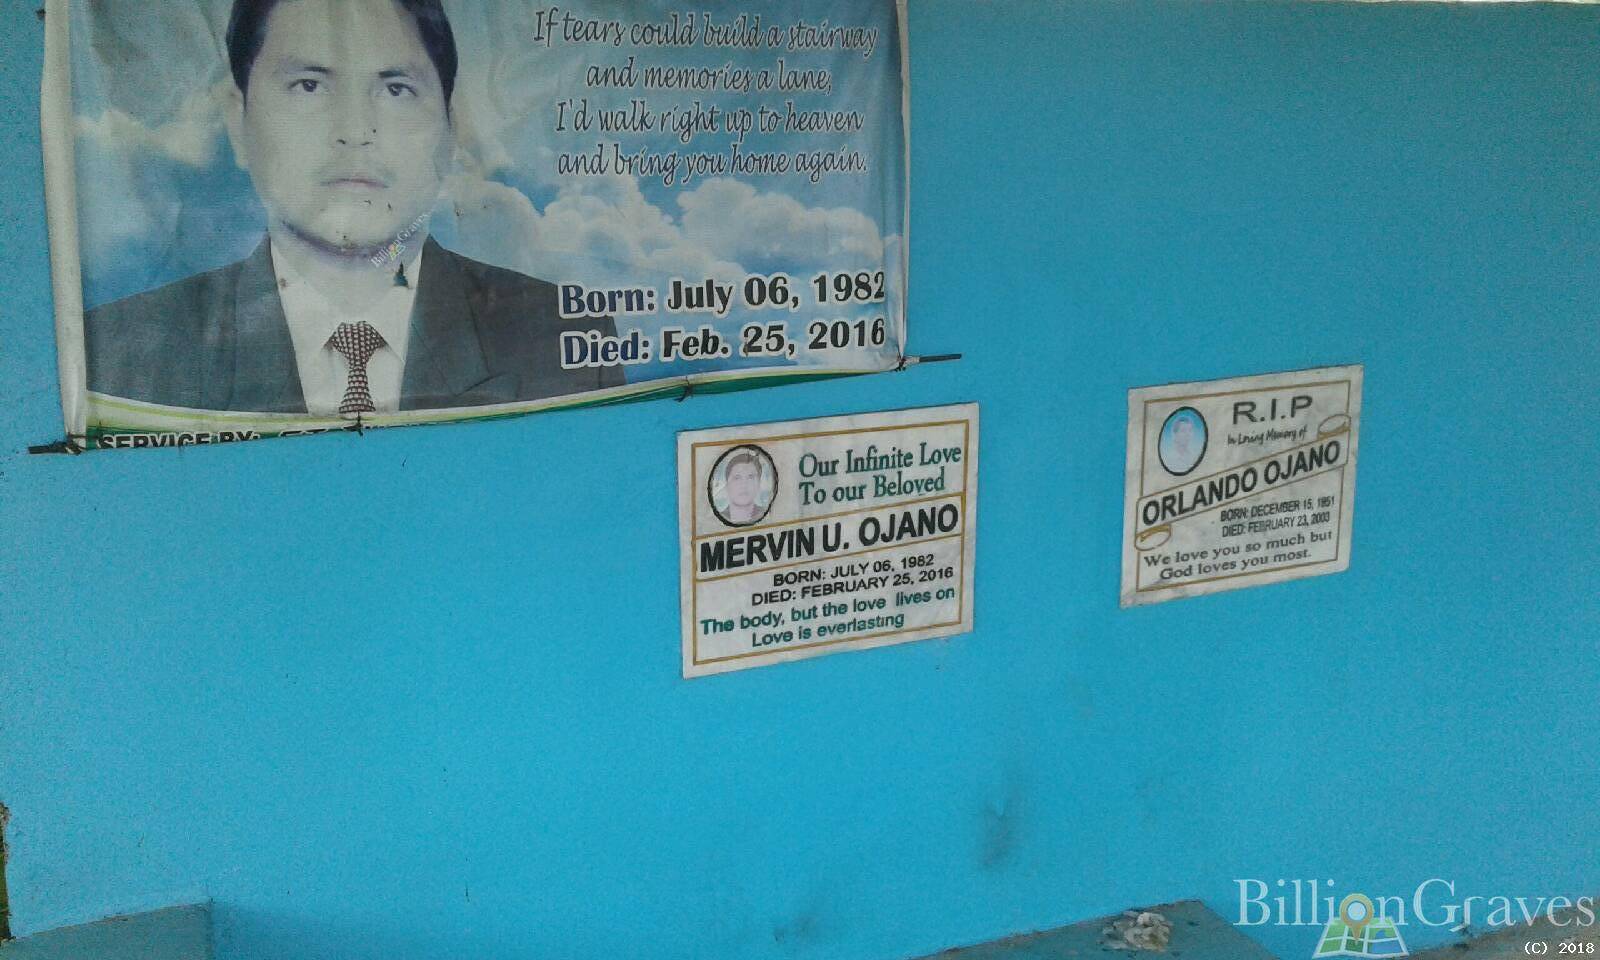 If tears could build a stairway
and memories a lane,
I'd walk right up to heaven
and bring you home again.
BillionGraves
Born: July 06, 1982
Died: Feb. 25, 2016
SERVICE BY:
Our Infinite Love
To our Beloved
MERVIN U. OJANO
BORN: JULY 06, 1982
DIED: FEBRUARY 25, 2016
The body, but the love lives on
Love is everlasting
R.I.P
In Loving Memory of
ORLANDO OJANO
BORN: DECEMBER 15, 1951
DIED: FEBRUARY 23, 2003
We love you so much but
God loves you most.
BillionGraves
(C) 2018